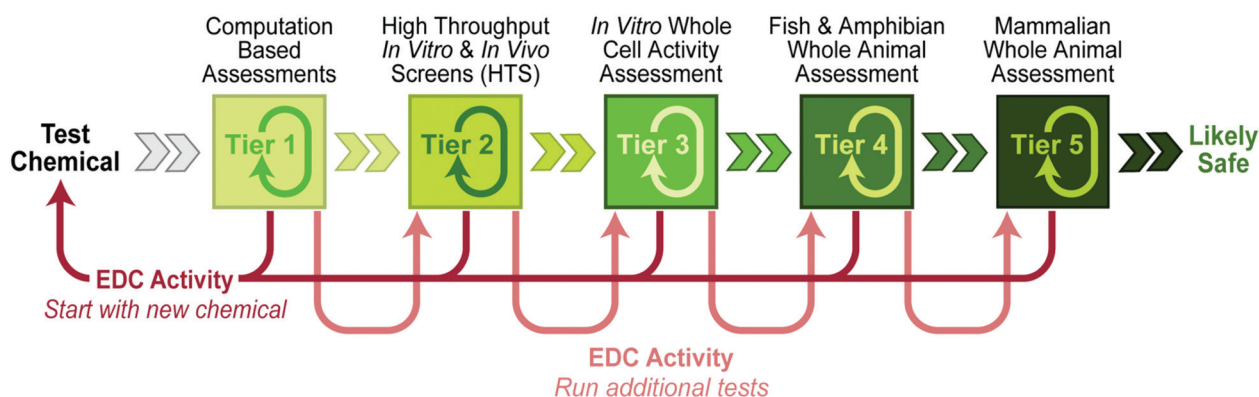 Computation
Based
Assessments
High Throughput
In Vitro & In Vivo
Screens (HTS)
In Vitro Whole
Cell Activity
Assessment
Fish & Amphibian
Whole Animal
Assessment
Mammalian
Whole Animal
Assessment
Test
Chemical
Tier 1
Tier 2
Tier 3
Tier 4
Tier 5
Likely
Safe
EDC Activity
Start with new chemical
EDC Activity
Run additional tests